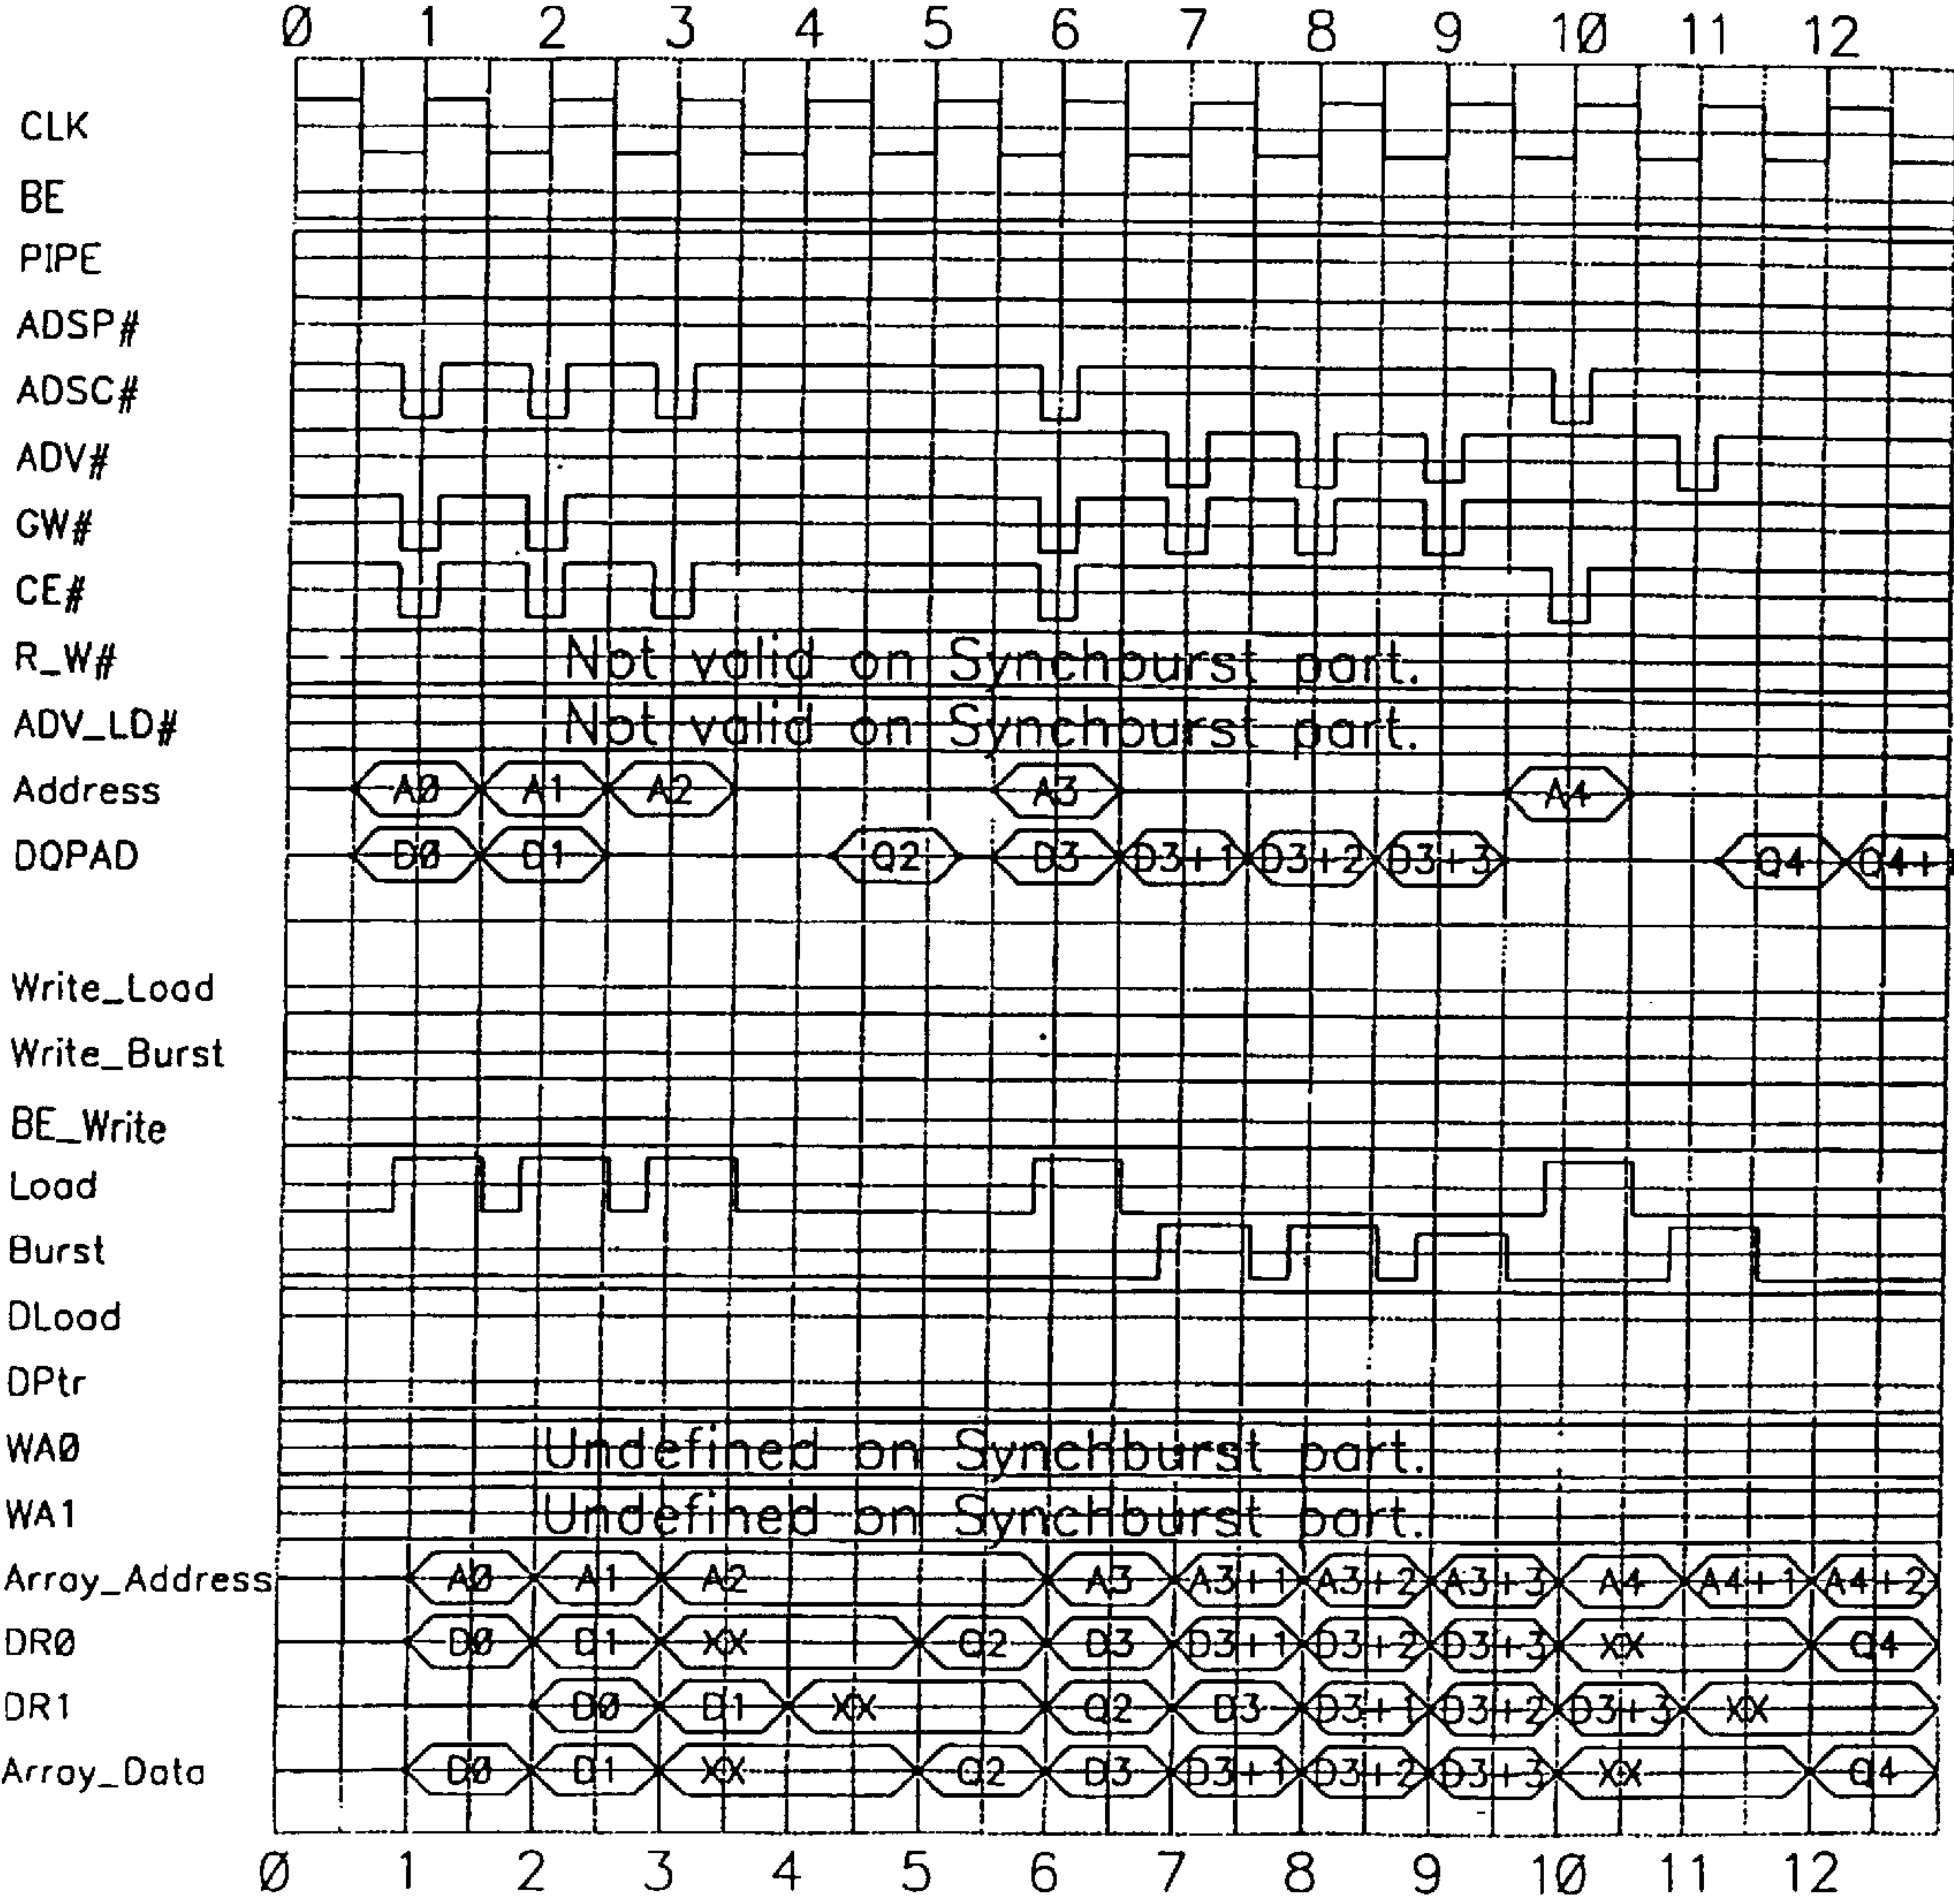 0 1 2 3 4 5 6 7 8 9 10 11 12
CLK
BE
PIPE
ADSP#
ADSC#
ADV#
GW#
CE#
R_W# Not valid on Synchburst part.
ADV_LD# Not valid on Synchburst part.
Address A0 A1 A2 A3 A4
DQPAD D0 D1 Q2 D3 D3+1 D3+2 D3+3 Q4
Write_Load
Write_Burst
BE_Write
Load
Burst
DLoad
DPtr
WA0 Undefined on Synchburst part.
WA1 Undefined on Synchburst part.
Array_Address A0 A1 A2 A3 A3+1 A3+2 A3+3 A4 A4+1 A4+2
DR0 D0 D1 XX Q2 D3 D3+1 D3+2 D3+3 XX Q4
DR1 D0 D1 XX Q2 D3 D3+1 D3+2 D3+3 XX
Array_Data D0 D1 XX Q2 D3 D3+1 D3+2 D3+3 XX Q4
0 1 2 3 4 5 6 7 8 9 10 11 12